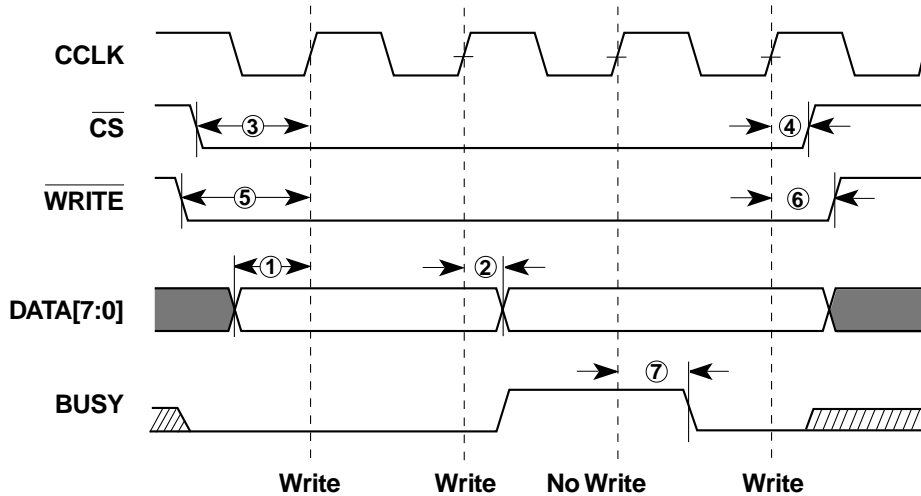 CCLK
CS
③ ④
WRITE
⑤ ⑥
① ②
DATA[7:0]
⑦
BUSY
Write Write No Write Write